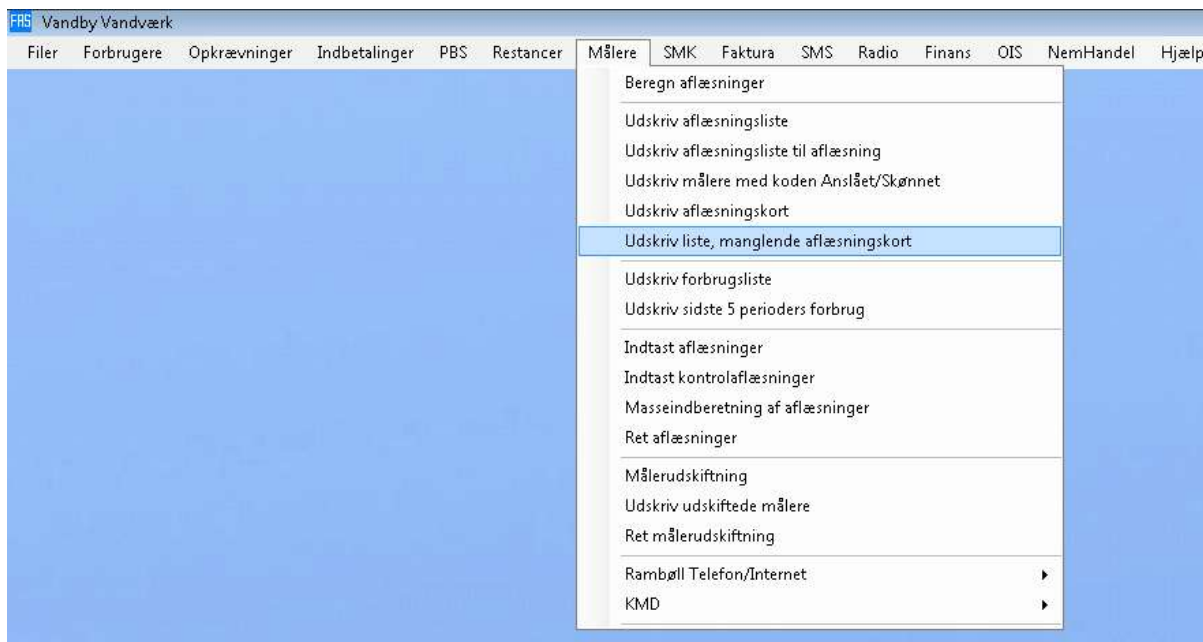 FAS Vandby Vandværk
Filer Forbrugere Opkrævninger Indbetalinger PBS Restancer Målere SMK Faktura SMS Radio Finans OIS NemHandel Hjælp
Beregn aflæsninger
Udskriv aflæsningsliste
Udskriv aflæsningsliste til aflæsning
Udskriv målere med koden Anslået/Skønnet
Udskriv aflæsningskort
Udskriv liste, manglende aflæsningskort
Udskriv forbrugsliste
Udskriv sidste 5 perioders forbrug
Indtast aflæsninger
Indtast kontrolaflæsninger
Masseindberetning af aflæsninger
Ret aflæsninger
Målerudskiftning
Udskriv udskiftede målere
Ret målerudskiftning
Rambøll Telefon/Internet
KMD